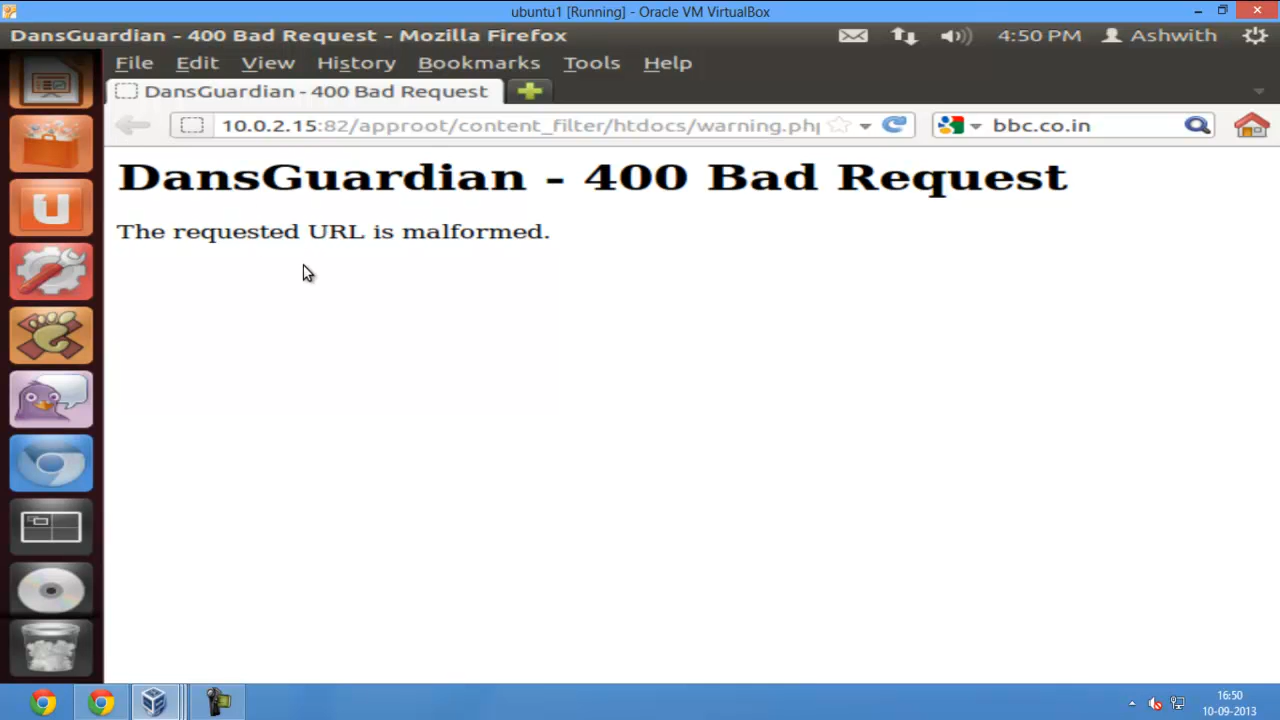 ubuntu1 [Running] - Oracle VM VirtualBox
DansGuardian - 400 Bad Request - Mozilla Firefox
4:50 PM Ashwith
File Edit View History Bookmarks Tools Help
DansGuardian - 400 Bad Request
10.0.2.15:82/approot/content_filter/htdocs/warning.php
bbc.co.in
DansGuardian - 400 Bad Request
The requested URL is malformed.
16:50
10-09-2013